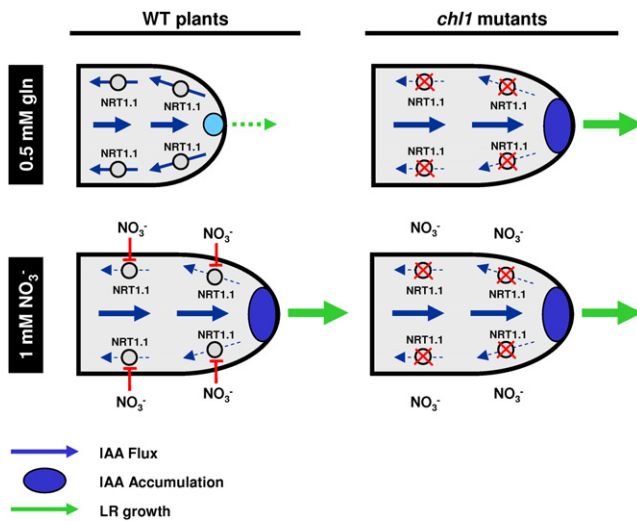 WT plants
chl1 mutants
0.5 mM gln
NRT1.1
NRT1.1
NRT1.1
NRT1.1
NRT1.1
NRT1.1
NRT1.1
NRT1.1
1 mM NO3-
NO3-
NO3-
NO3-
NO3-
NRT1.1
NRT1.1
NRT1.1
NRT1.1
NRT1.1
NRT1.1
NRT1.1
NRT1.1
NO3-
NO3-
NO3-
NO3-
IAA Flux
IAA Accumulation
LR growth